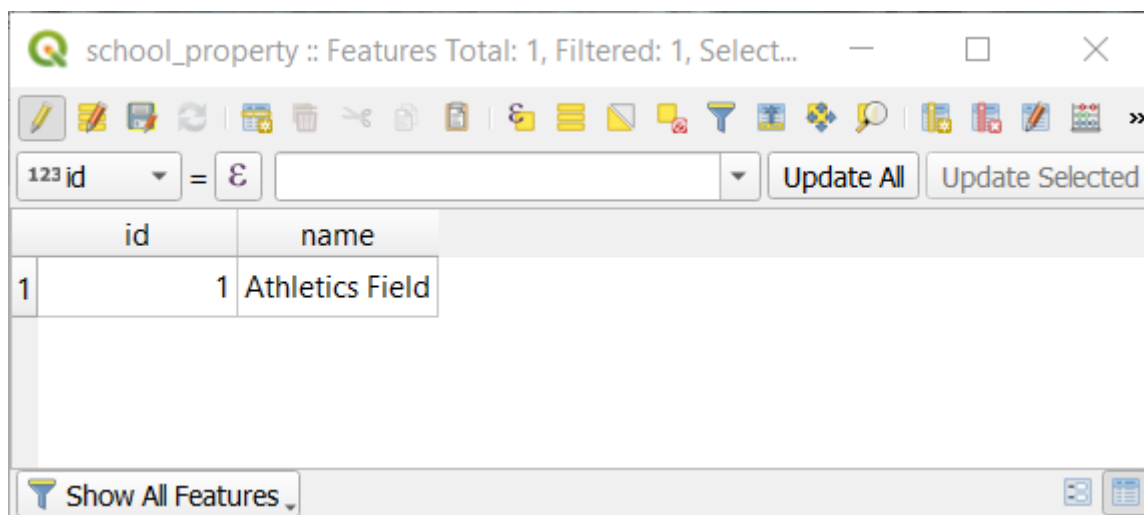 school_property :: Features Total: 1, Filtered: 1, Select...
123 id = ε Update All Update Selected
id name
1 1 Athletics Field
Show All Features